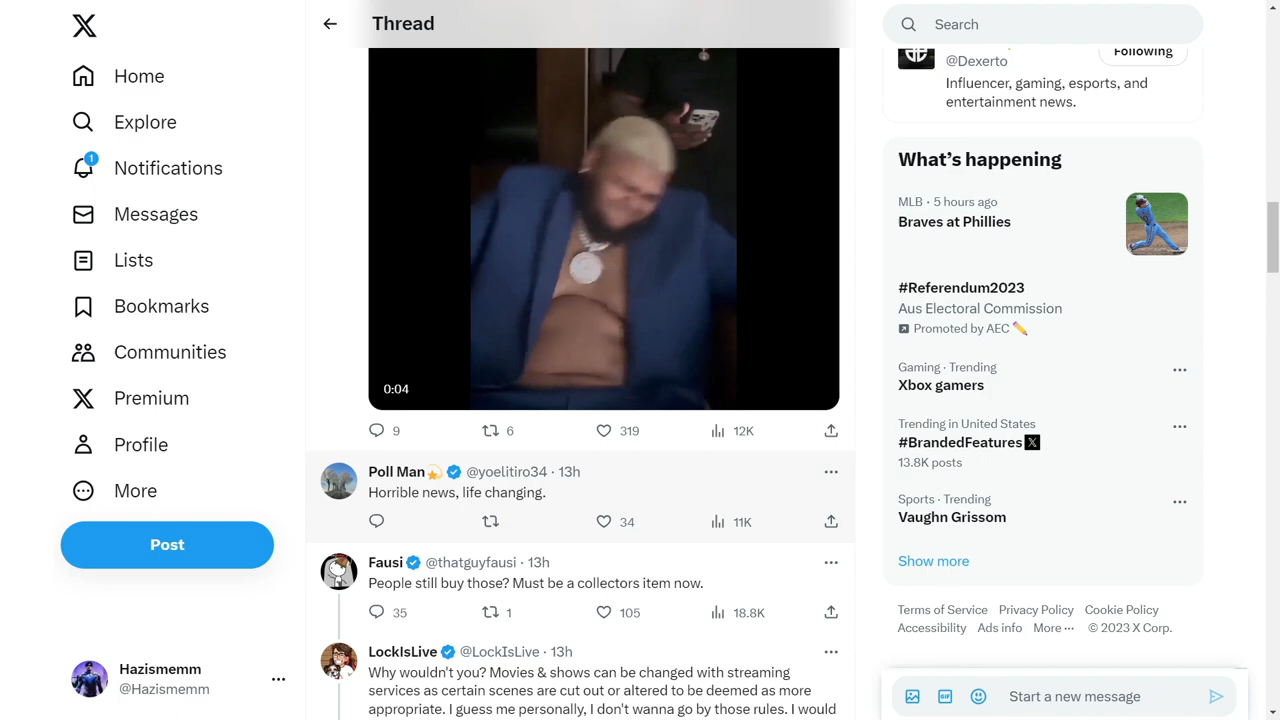 Home
Explore
1
Notifications
Messages
Lists
Bookmarks
Communities
Premium
Profile
More
Post
Hazismemm
@Hazismemm
Thread
0:04
9 6 319 12K
Poll Man @yoelitiro34 · 13h
Horrible news, life changing.
34 11K
Fausi @thatguyfausi · 13h
People still buy those? Must be a collectors item now.
35 1 105 18.8K
LockIsLive @LockIsLive · 13h
Why wouldn't you? Movies & shows can be changed with streaming
services as certain scenes are cut out or altered to be deemed as more
appropriate. I guess me personally, I don't wanna go by those rules. I would
Search
Following
@Dexerto
Influencer, gaming, esports, and
entertainment news.
What's happening
MLB · 5 hours ago
Braves at Phillies
#Referendum2023
Aus Electoral Commission
Promoted by AEC
Gaming · Trending
Xbox gamers
Trending in United States
#BrandedFeatures
13.8K posts
Sports · Trending
Vaughn Grissom
Show more
Terms of Service Privacy Policy Cookie Policy
Accessibility Ads info More ··· © 2023 X Corp.
GIF
Start a new message